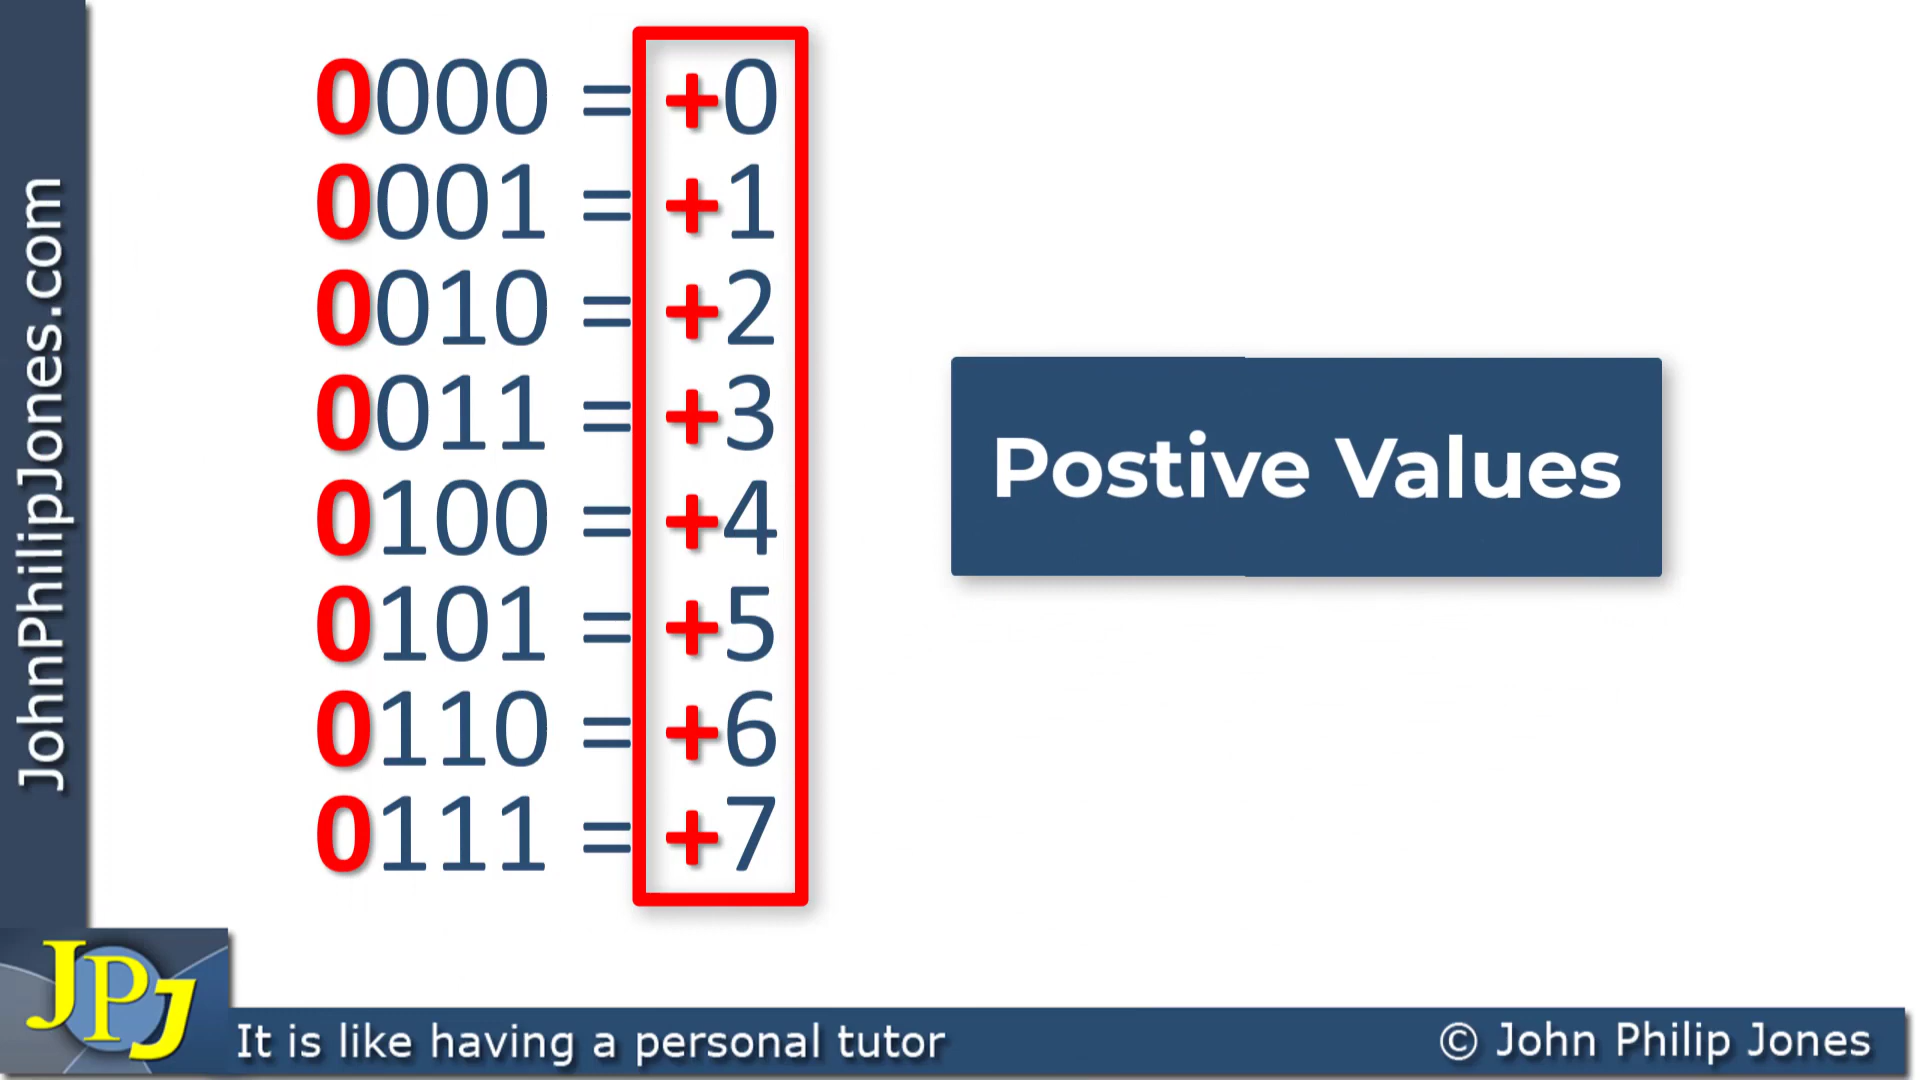 JohnPhilipJones.com
0000 = +0
0001 = +1
0010 = +2
0011 = +3
0100 = +4
0101 = +5
0110 = +6
0111 = +7
Postive Values
JPJ
It is like having a personal tutor
© John Philip Jones